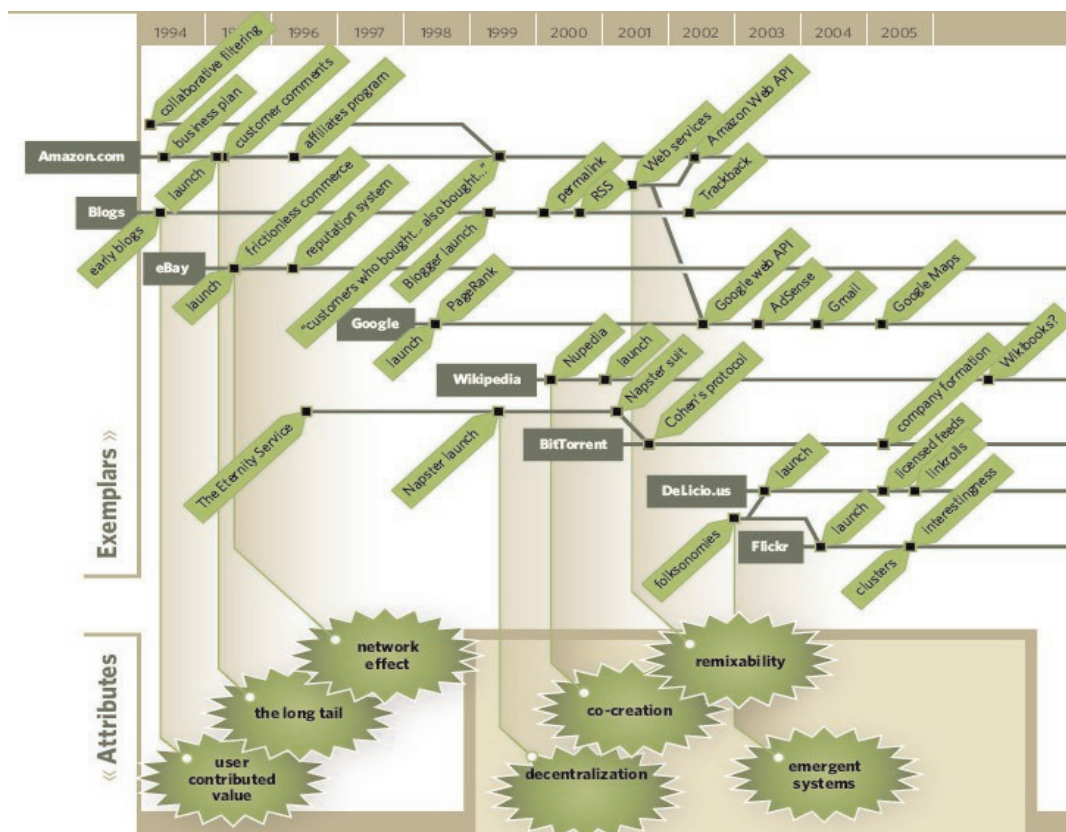 1994
1996
1997
1998
1999
2000
2001
2002
2003
2004
2005
collaborative filtering
business plan
customer comments
affiliates program
Web services
Amazon Web API
Amazon.com
launch
frictionless commerce
reputation system
"customers who bought... also bought..."
permalink
RSS
Trackback
Blogs
early blogs
Blogger launch
eBay
launch
PageRank
Google web API
AdSense
Gmail
Google Maps
Google
launch
Nupedia
launch
Napster suit
Cohen's protocol
company formation
Wikibooks?
Wikipedia
The Eternity Service
Napster launch
BitTorrent
launch
licensed feeds
linkrolls
interestingness
Del.icio.us
folksonomies
launch
Flickr
clusters
Exemplars »
« Attributes
network
effect
remixability
the long tail
co-creation
user
contributed
value
decentralization
emergent
systems